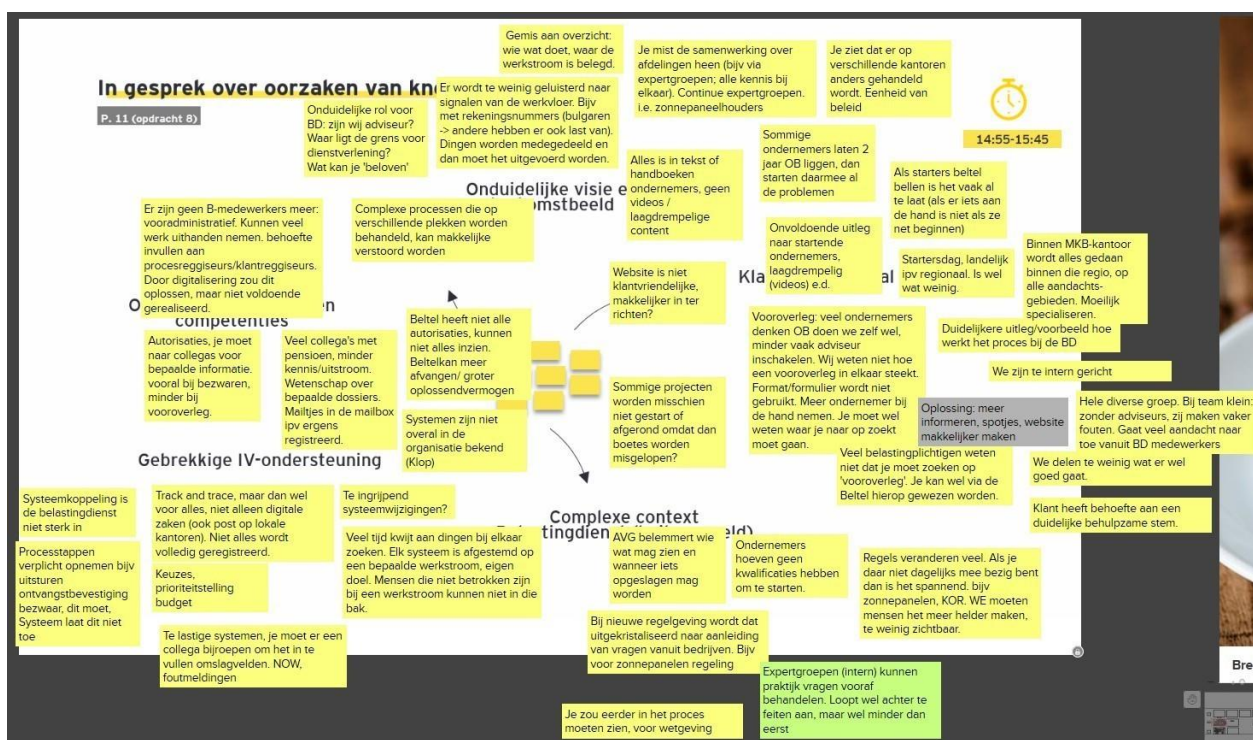 In gesprek over oorzaken van kn
P. 11 (opdracht 8)
14:55-15:45
Gemis aan overzicht:
wie wat doet, waar de
werkstroom is belegd.
Je mist de samenwerking over
afdelingen heen (bijv via
expertgroepen; alle kennis bij
elkaar). Continue expertgroepen.
i.e. zonnepaneelhouders
Je ziet dat er op
verschillende kantoren
anders gehandeld
wordt. Eenheid van
beleid
Onduidelijke rol voor
BD: zijn wij adviseur?
Waar ligt de grens voor
dienstverlening?
Wat kan je 'beloven'
Er wordt te weinig geluisterd naar
signalen van de werkvloer. Bijv
met rekeningsnummers (bulgaren
-> andere hebben er ook last van).
Dingen worden medegedeeld en
dan moet het uitgevoerd worden.
Alles is in tekst of
handboeken
ondernemers, geen
videos /
laagdrempelige
content
Sommige
ondernemers laten 2
jaar OB liggen, dan
starten daarmee al
de problemen
Als starters beltel
bellen is het vaak al
te laat (als er iets aan
de hand is niet als ze
net beginnen)
Onduidelijke visie e
omstbeeld
Er zijn geen B-medewerkers meer:
vooradministratief. Kunnen veel
werk uithanden nemen. behoefte
invullen aan
procesreggiseurs/klantreggiseurs.
Door digitalisering zou dit
oplossen, maar niet voldoende
gerealiseerd.
Complexe processen die op
verschillende plekken worden
behandeld, kan makkelijke
verstoord worden
Onvoldoende uitleg
naar startende
ondernemers,
laagdrempelig
(videos) e.d.
Website is niet
klantvriendelijke,
makkelijker in ter
richten?
Kla
al
Startersdag, landelijk
ipv regionaal. Is wel
wat weinig.
Binnen MKB-kantoor
wordt alles gedaan
binnen die regio, op
alle aandachts-
gebieden. Moeilijk
specialiseren.
O
en
competenties
Autorisaties, je moet
naar collegas voor
bepaalde informatie.
vooral bij bezwaren,
minder bij
vooroverleg.
Veel collega's met
pensioen, minder
kennis/uitstroom.
Wetenschap over
bepaalde dossiers.
Mailtjes in de mailbox
ipv ergens
registreerd.
Beltel heeft niet alle
autorisaties, kunnen
niet alles inzien.
Beltelkan meer
afvangen/ groter
oplossendvermogen
Systemen zijn niet
overal in de
organisatie bekend
(Klop)
Sommige projecten
worden misschien
niet gestart of
afgerond omdat dan
boetes worden
misgelopen?
Vooroverleg: veel ondernemers
denken OB doen we zelf wel,
minder vaak adviseur
inschakelen. Wij weten niet hoe
een vooroverleg in elkaar steekt.
Format/formulier wordt niet
gebruikt. Meer ondernemer bij
de hand nemen. Je moet wel
weten waar je naar op zoekt
moet gaan.
Duidelijkere uitleg/voorbeeld hoe
werkt het proces bij de BD
We zijn te intern gericht
Oplossing: meer
informeren, spotjes, website
makkelijker maken
Hele diverse groep. Bij team klein:
zonder adviseurs, zij maken vaker
fouten. Gaat veel aandacht naar
toe vanuit BD medewerkers
Veel belastingplichtigen weten
niet dat je moet zoeken op
'vooroverleg'. Je kan wel via de
Beltel hierop gewezen worden.
We delen te weinig wat er wel
goed gaat.
Klant heeft behoefte aan een
duidelijke behulpzame stem.
Gebrekkige IV-ondersteuning
Systeemkoppeling is
de belastingdienst
niet sterk in
Track and trace, maar dan wel
voor alles, niet alleen digitale
zaken (ook post op lokale
kantoren). Niet alles wordt
volledig geregistreerd.
Te ingrijpend
systeemwijzigingen?
Processtappen
verplicht opnemen bijv
uitsturen
ontvangstbevestiging
bezwaar, dit moet,
Systeem laat dit niet
toe
Keuzes,
prioriteitstelling
budget
Veel tijd kwijt aan dingen bij elkaar
zoeken. Elk systeem is afgestemd op
een bepaalde werkstroom, eigen
doel. Mensen die niet betrokken zijn
bij een werkstroom kunnen niet in die
bak.
Te lastige systemen, je moet er een
collega bijroepen om het in te
vullen omslagvelden. NOW,
foutmeldingen
Complexe context
tingdien
eld)
AVG belemmert wie
wat mag zien en
wanneer iets
opgeslagen mag
worden
Ondernemers
hoeven geen
kwalificaties hebben
om te starten.
Regels veranderen veel. Als je
daar niet dagelijks mee bezig bent
dan is het spannend. bijv
zonnepanelen, KOR. WE moeten
mensen het meer helder maken,
te weinig zichtbaar.
Bij nieuwe regelgeving wordt dat
uitgekristaliseerd naar aanleiding
van vragen vanuit bedrijven. Bijv
voor zonnepanelen regeling
Expertgroepen (intern) kunnen
praktijk vragen vooraf
behandelen. Loopt wel achter te
feiten aan, maar wel minder dan
eerst
Je zou eerder in het proces
moeten zien, voor wetgeving
Bre